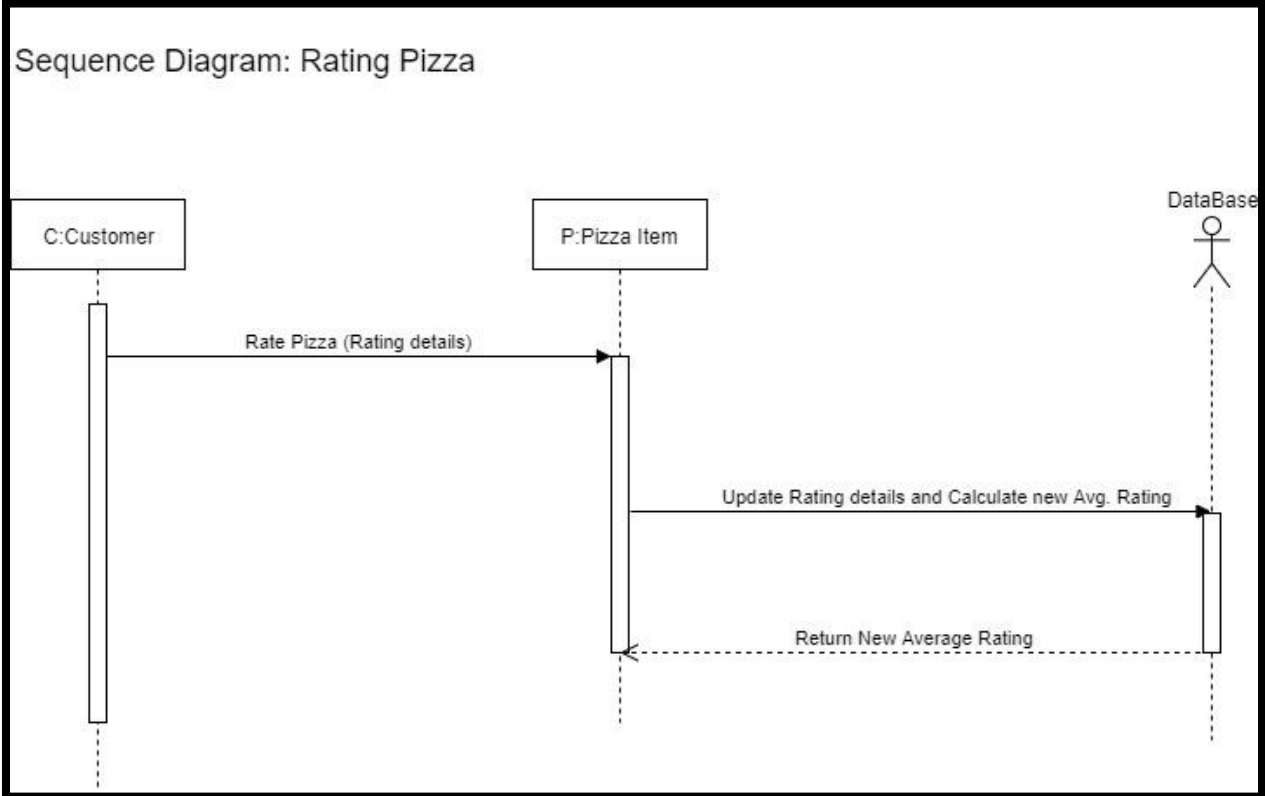 Sequence Diagram: Rating Pizza
DataBase
C:Customer
P:Pizza Item
Rate Pizza (Rating details)
Update Rating details and Calculate new Avg. Rating
Return New Average Rating